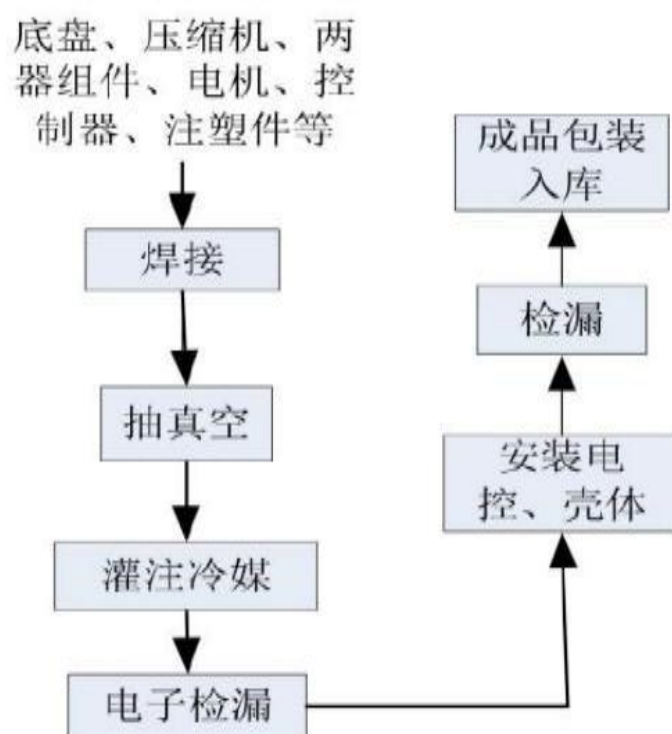 底盘、压缩机、两
器组件、电机、控
制器、注塑件等
焊接
抽真空
灌注冷媒
电子检漏
安装电
控、壳体
检漏
成品包装
入库